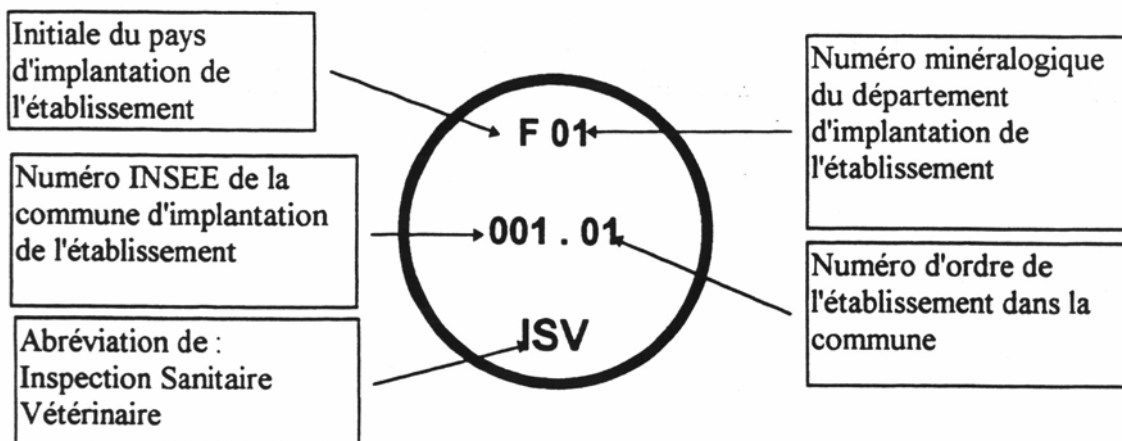 Initiale du pays
d'implantation de
l'établissement
Numéro INSEE de la
commune d'implantation
de l'établissement
Abréviation de :
Inspection Sanitaire
Vétérinaire
F 01
001 . 01
ISV
Numéro minéralogique
du département
d'implantation de
l'établissement
Numéro d'ordre de
l'établissement dans la
commune